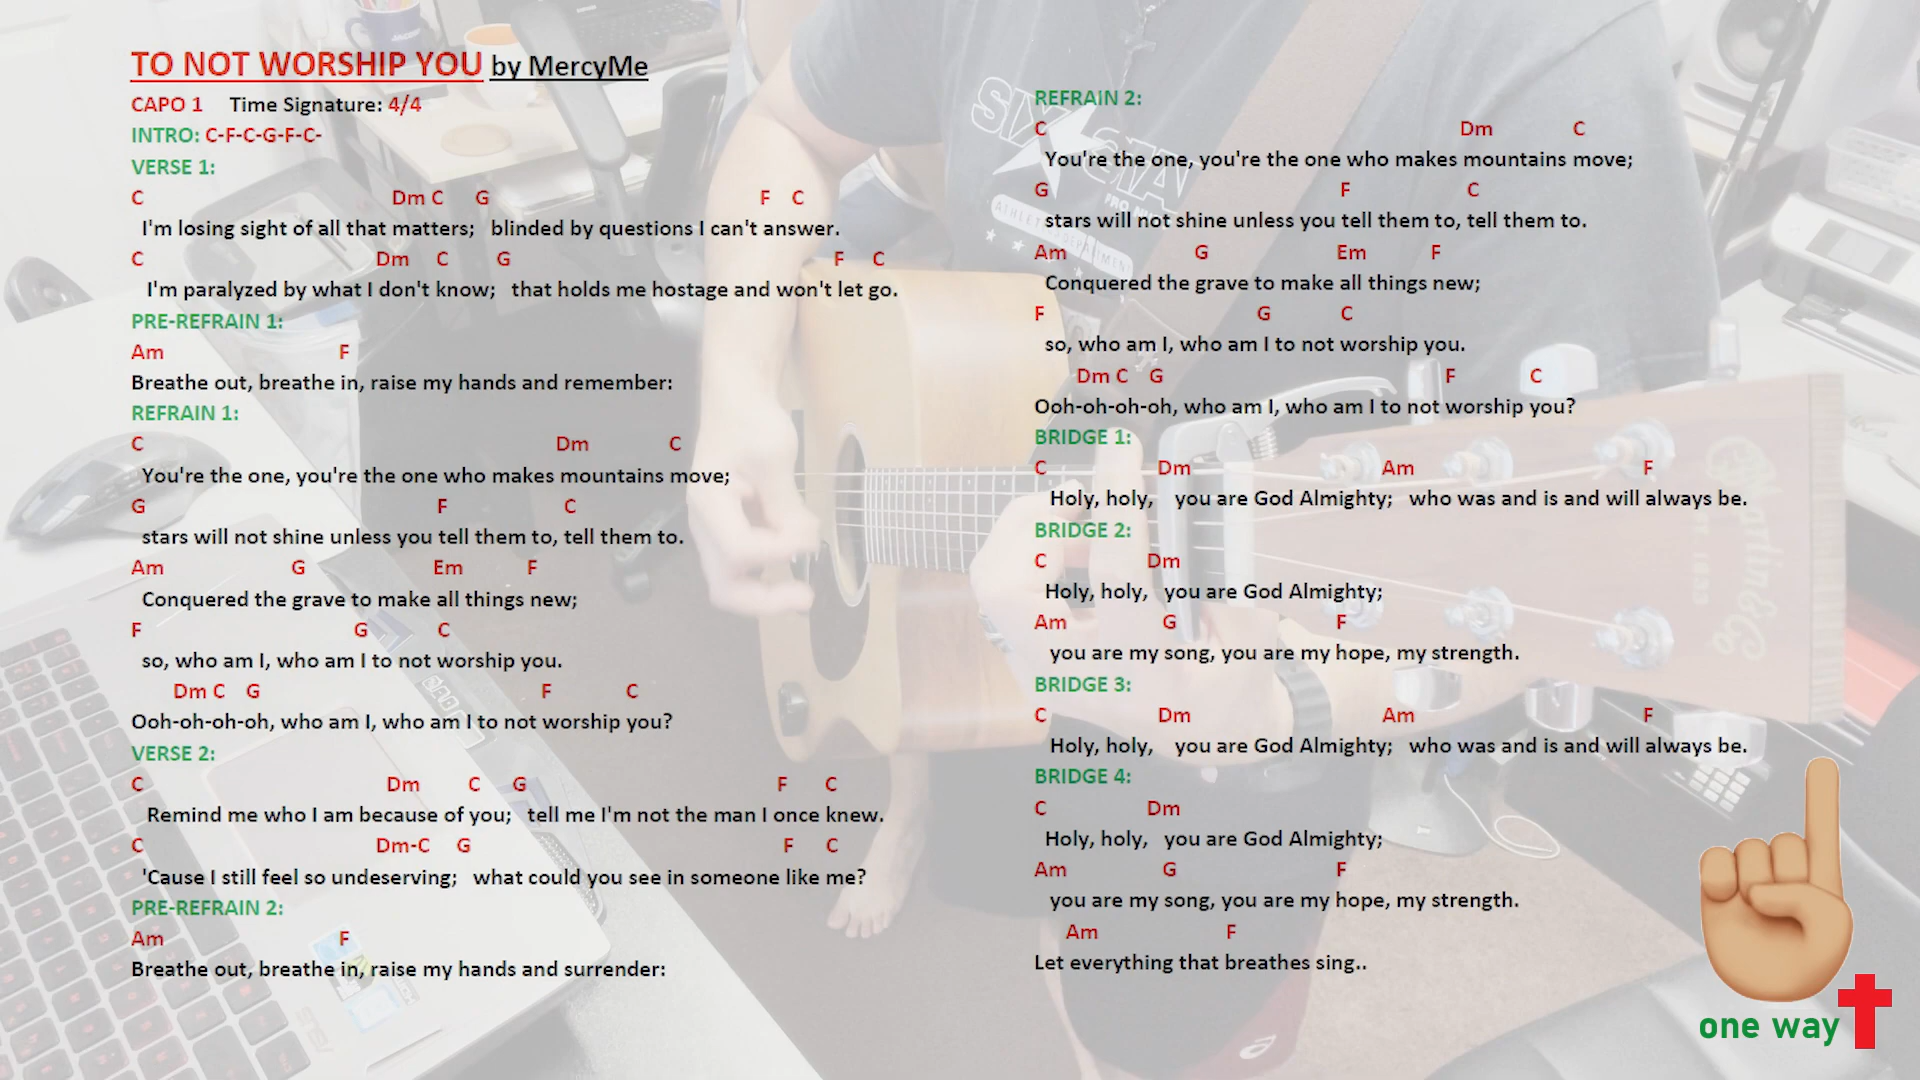 TO NOT WORSHIP YOU by MercyMe
CAPO 1 Time Signature: 4/4
INTRO: C-F-C-G-F-C-
VERSE 1:
C Dm C G F C
I'm losing sight of all that matters; blinded by questions I can't answer.
C Dm C G F C
I'm paralyzed by what I don't know; that holds me hostage and won't let go.
PRE-REFRAIN 1:
Am F
Breathe out, breathe in, raise my hands and remember:
REFRAIN 1:
C Dm C
You're the one, you're the one who makes mountains move;
G F C
stars will not shine unless you tell them to, tell them to.
Am G Em F
Conquered the grave to make all things new;
F G C
so, who am I, who am I to not worship you.
Dm C G F C
Ooh-oh-oh-oh, who am I, who am I to not worship you?
VERSE 2:
C Dm C G F C
Remind me who I am because of you; tell me I'm not the man I once knew.
C Dm-C G F C
'Cause I still feel so undeserving; what could you see in someone like me?
PRE-REFRAIN 2:
Am F
Breathe out, breathe in, raise my hands and surrender:
REFRAIN 2:
C Dm C
You're the one, you're the one who makes mountains move;
G F C
stars will not shine unless you tell them to, tell them to.
Am G Em F
Conquered the grave to make all things new;
F G C
so, who am I, who am I to not worship you.
Dm C G F C
Ooh-oh-oh-oh, who am I, who am I to not worship you?
BRIDGE 1:
C Dm Am F
Holy, holy, you are God Almighty; who was and is and will always be.
BRIDGE 2:
C Dm
Holy, holy, you are God Almighty;
Am G F
you are my song, you are my hope, my strength.
BRIDGE 3:
C Dm Am F
Holy, holy, you are God Almighty; who was and is and will always be.
BRIDGE 4:
C Dm
Holy, holy, you are God Almighty;
Am G F
you are my song, you are my hope, my strength.
Am F
Let everything that breathes sing..
one way